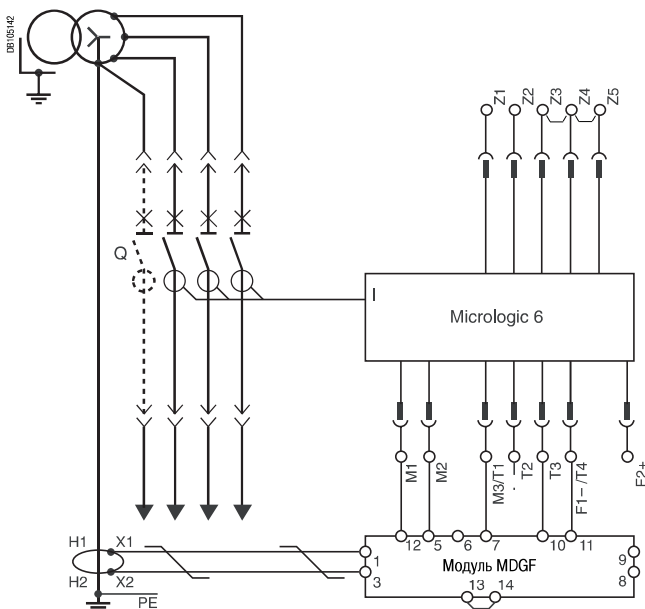 DB105142
Z1
Z2
Z3
Z4
Z5
Q
I
Micrologic 6
M1
M2
M3/T1
T2
T3
F1– /T4
F2+
12
5
6
7
10
11
1
3
Модуль MDGF
9
8
13
14
H1
X1
H2
X2
PE